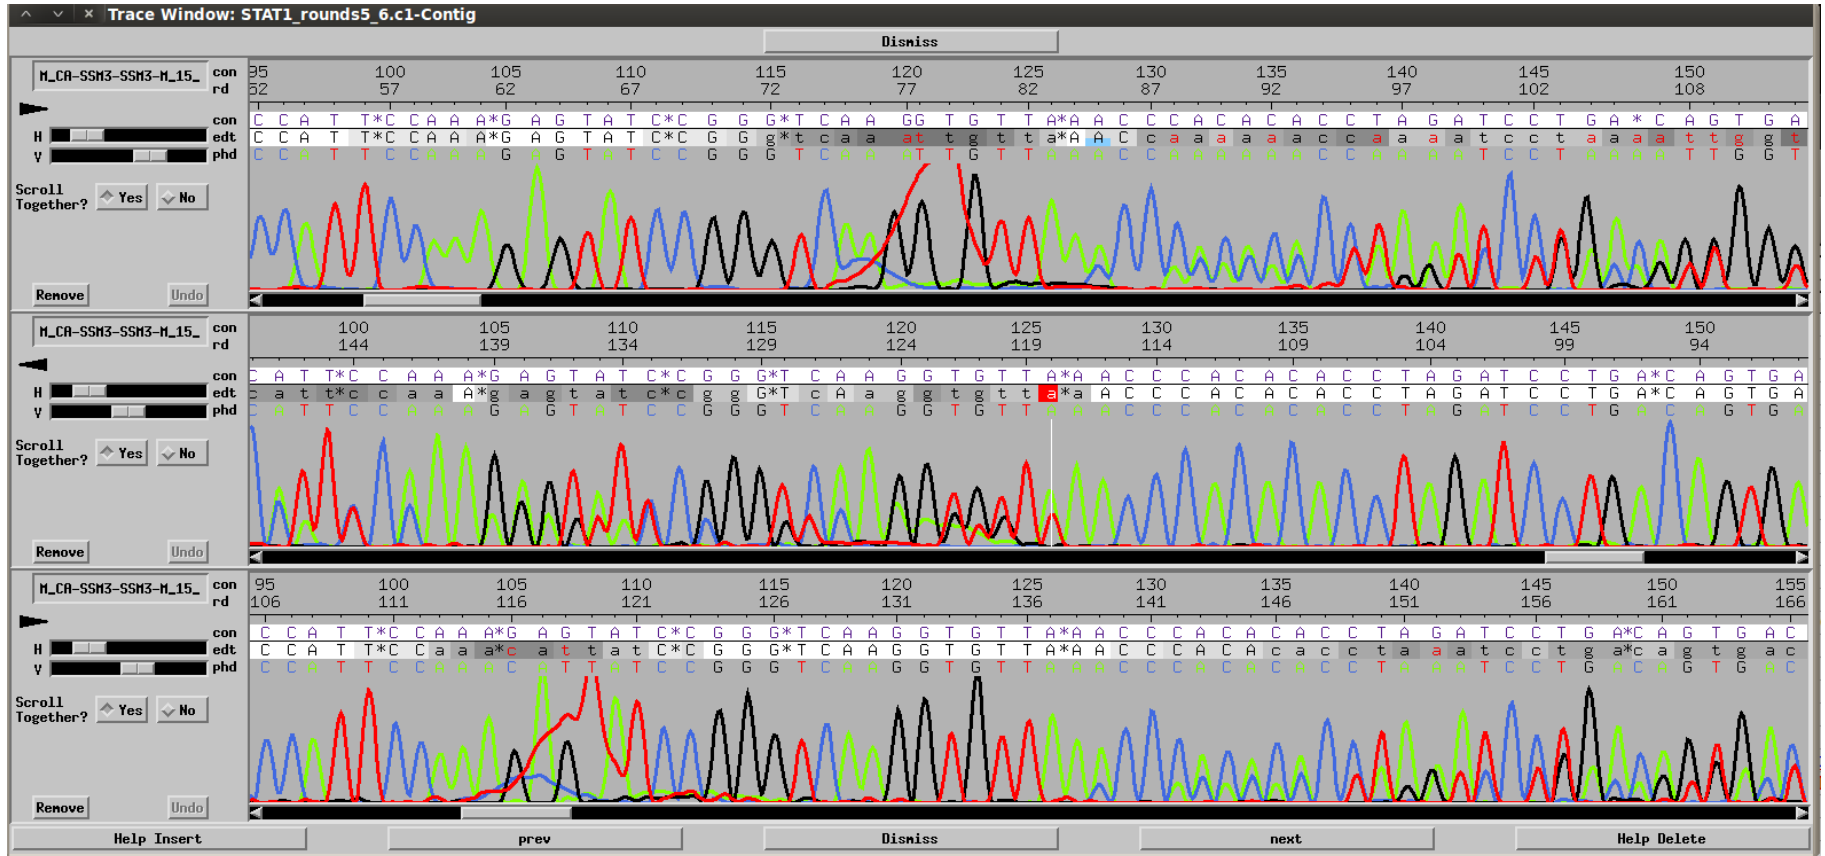 Trace Window: STAT1_rounds5_6.c1-Contig
Dismiss
M_CA-SSM3-SSM3-M_15_
con 95 100 105 110 115 120 125 130 135 140 145 150
rd 52 57 62 67 72 77 82 87 92 97 102 108
con C C A T T*C C A A A*G A G T A T C*C G G G*T C A A G G T G T T A*A A C C C A C A C A C C T A G A T C C T G A*C A G T G A
edt C C A T T*C C A A A*G A G T A T C*C G G g*t c a a a t t g t t a*A A C c a a a a a a c c a a a a t c c t a a a a t t g g t
phd C C A T T C C A A A G A G T A T C C G G G T C A A A T T G T T A A A C C A A A A A A C C A A A A T C C T A A A A T T G G T
H
V
Scroll
Together? Yes No
Remove Undo
M_CA-SSM3-SSM3-M_15_
con 100 105 110 115 120 125 130 135 140 145 150
rd 144 139 134 129 124 119 114 109 104 99 94
con C A T T*C C A A A*G A G T A T C*C G G G*T C A A G G T G T T A*A A C C C A C A C A C C T A G A T C C T G A*C A G T G A
edt c a t t*c c a a A*g a g t a t c*c g g G*T c A a g g t g t t a*a A C C C A C A C A C C T A G A T C C T G A*C A G T G A
phd C A T T C C A A A G A G T A T C C G G G T C A A G G T G T T A A A C C C A C A C A C C T A G A T C C T G A C A G T G A
H
V
Scroll
Together? Yes No
Remove Undo
M_CA-SSM3-SSM3-M_15_
con 95 100 105 110 115 120 125 130 135 140 145 150 155
rd 106 111 116 121 126 131 136 141 146 151 156 161 166
con C C A T T*C C A A A*G A G T A T C*C G G G*T C A A G G T G T T A*A A C C C A C A C A C C T A G A T C C T G A*C A G T G A C
edt C C A T T*C C a a a*c a t t a t C*C G G G*T C A A G G T G T T A*A A C C C A C A c a c c t a a a t c c t g a*c a g t g a c
phd C C A T T C C A A A C A T T A T C C G G G T C A A G G T G T T A A A C C C A C A C A C C T A A A T C C T G A C A G T G A C
H
V
Scroll
Together? Yes No
Remove Undo
Help Insert prev Dismiss next Help Delete